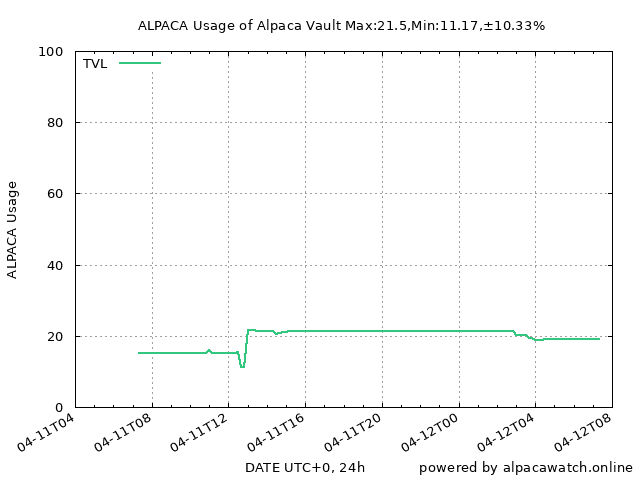 ALPACA Usage of Alpaca Vault Max:21.5,Min:11.17,±10.33%
TVL
ALPACA Usage
100
80
60
40
20
0
04-11T04 04-11T08 04-11T12 04-11T16 04-11T20 04-12T00 04-12T04 04-12T08
DATE UTC+0, 24h powered by alpacawatch.online